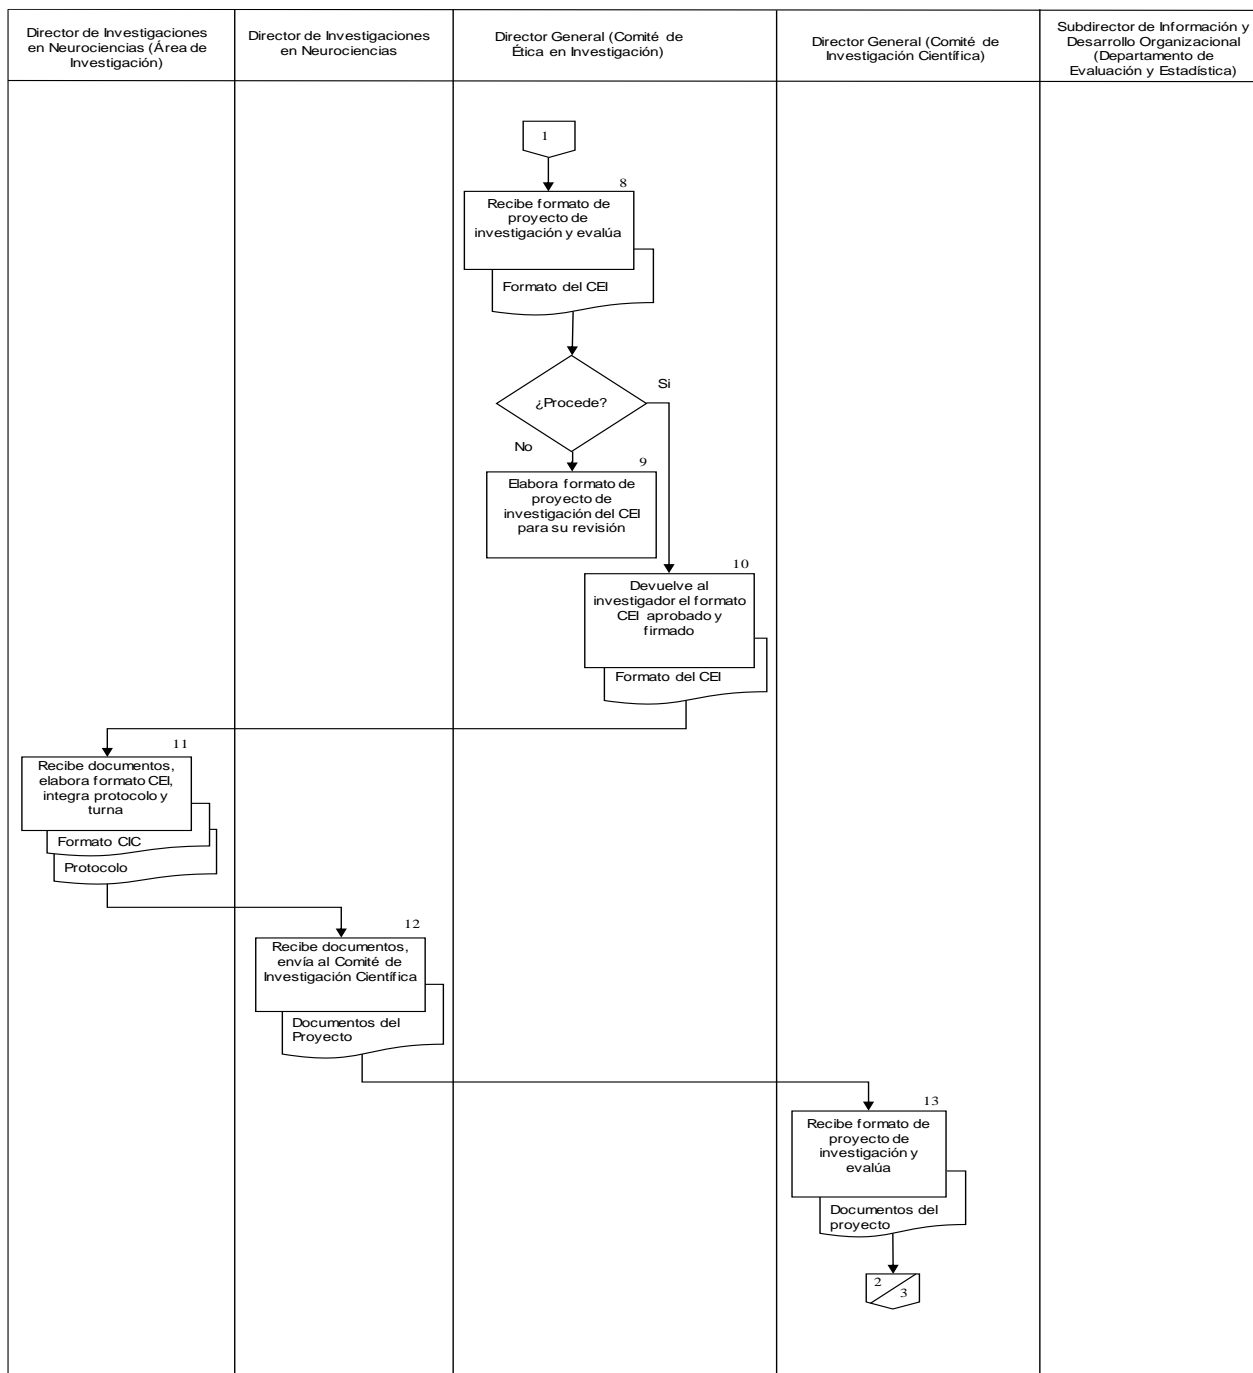 Director de Investigaciones
en Neurociencias (Área de
Investigación)
Director de Investigaciones
en Neurociencias
Director General (Comité de
Ética en Investigación)
Director General (Comité de
Investigación Científica)
Subdirector de Información y
Desarrollo Organizacional
(Departamento de
Evaluación y Estadística)
1
8
Recibe formato de
proyecto de
investigación y evalúa
Formato del CEI
¿Procede?
Si
No
9
Elabora formato de
proyecto de
investigación del CEI
para su revisión
10
Devuelve al
investigador el formato
CEI aprobado y
firmado
Formato del CEI
11
Recibe documentos,
elabora formato CEI,
integra protocolo y
turna
Formato CIC
Protocolo
12
Recibe documentos,
envía al Comité de
Investigación Científica
Documentos del
Proyecto
13
Recibe formato de
proyecto de
investigación y
evalúa
Documentos del
proyecto
2
3